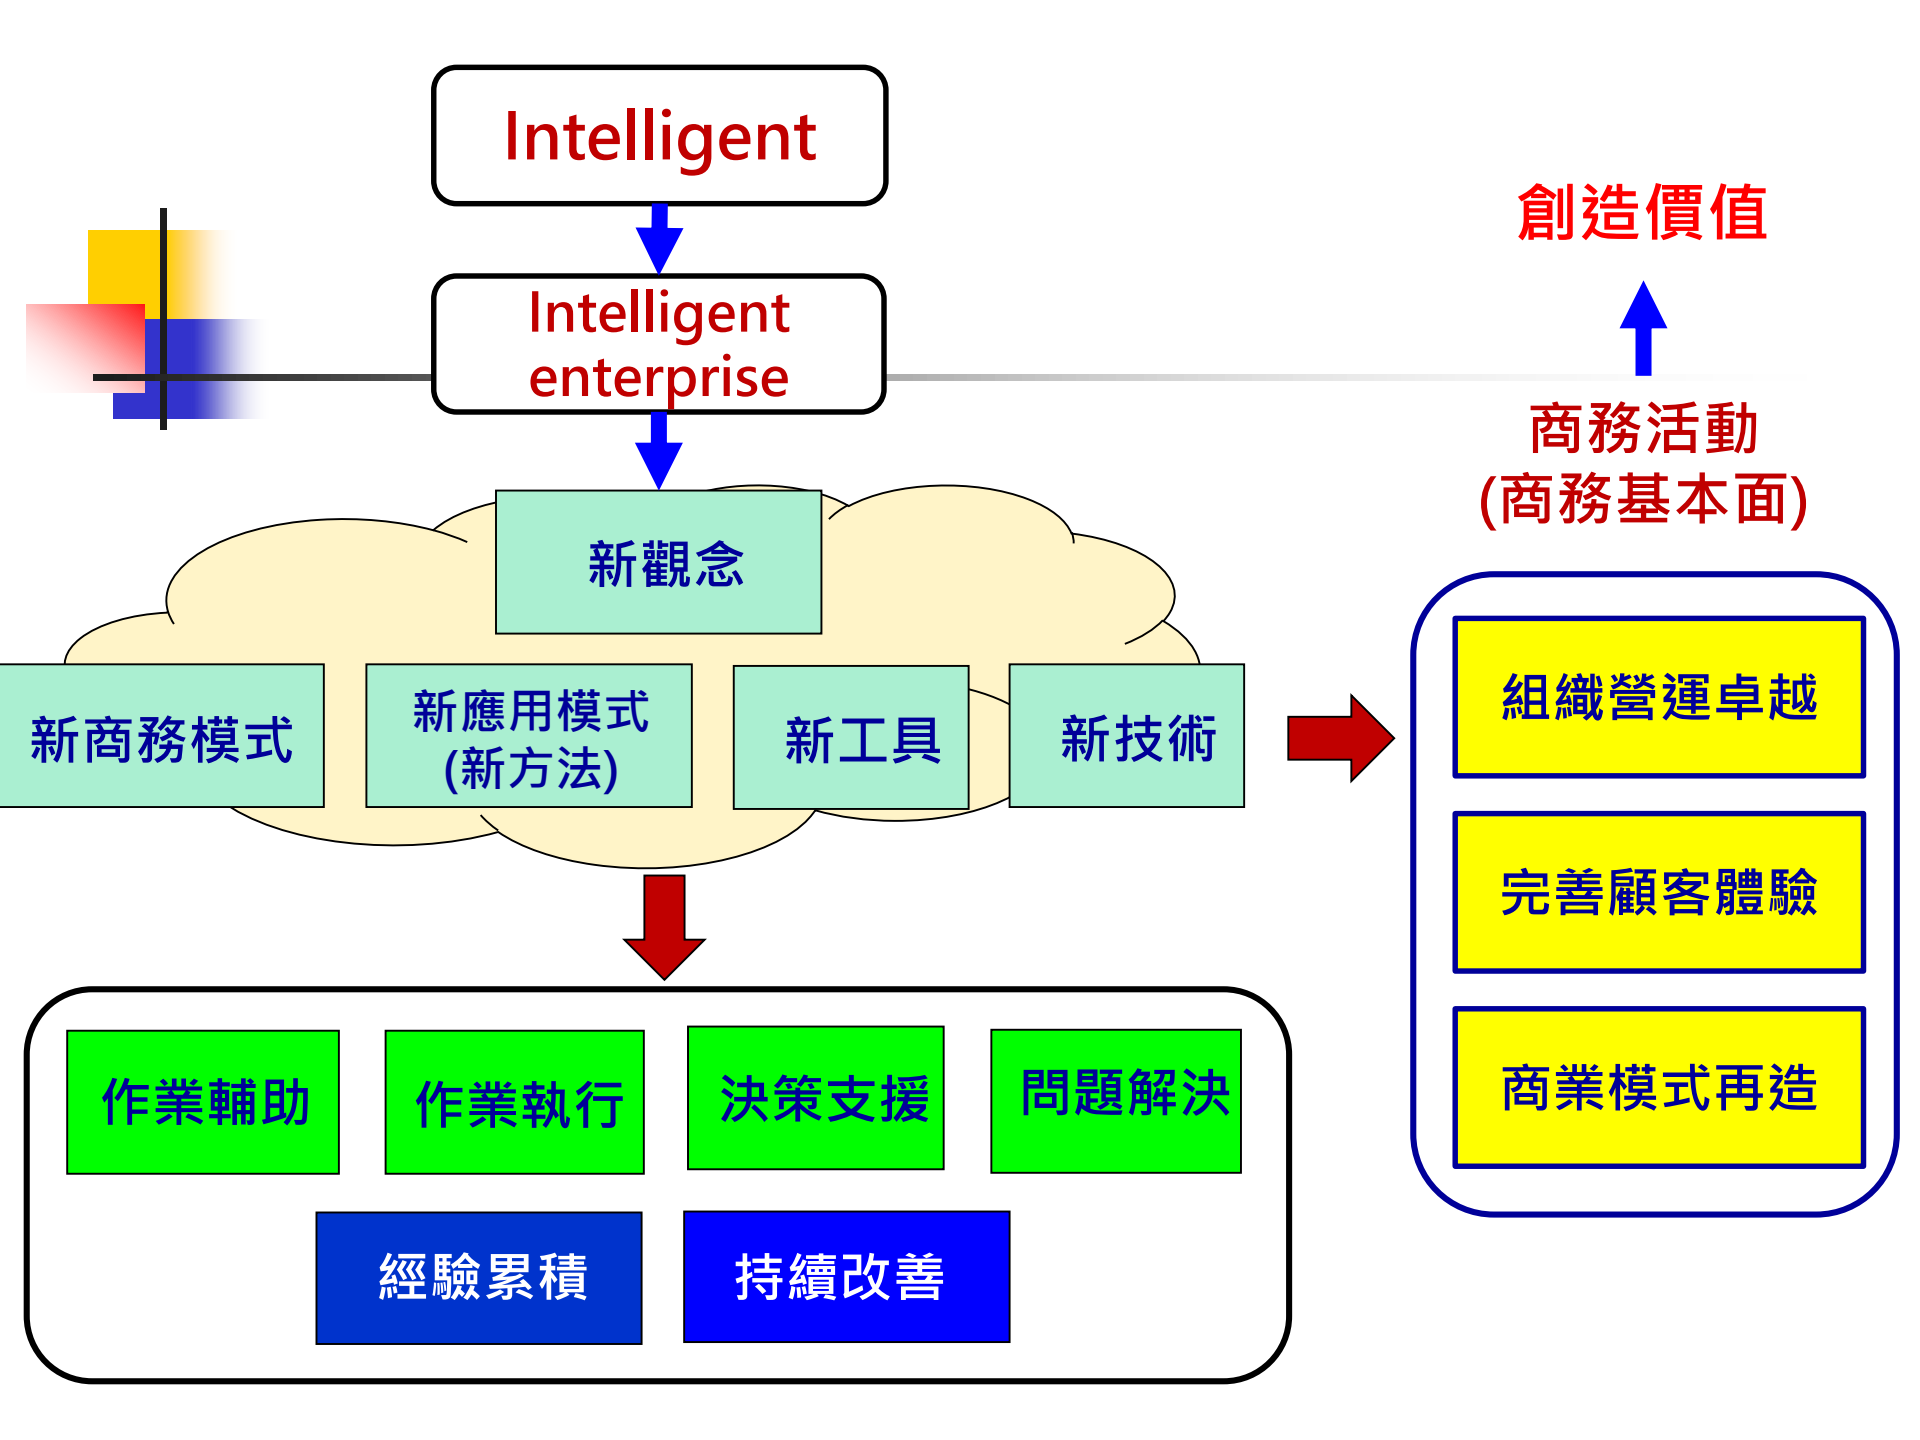 Intelligent
Intelligent
enterprise
新觀念
新商務模式
新應用模式
(新方法)
新工具
新技術
作業輔助
作業執行
決策支援
問題解決
經驗累積
持續改善
創造價值
商務活動
(商務基本面)
組織營運卓越
完善顧客體驗
商業模式再造